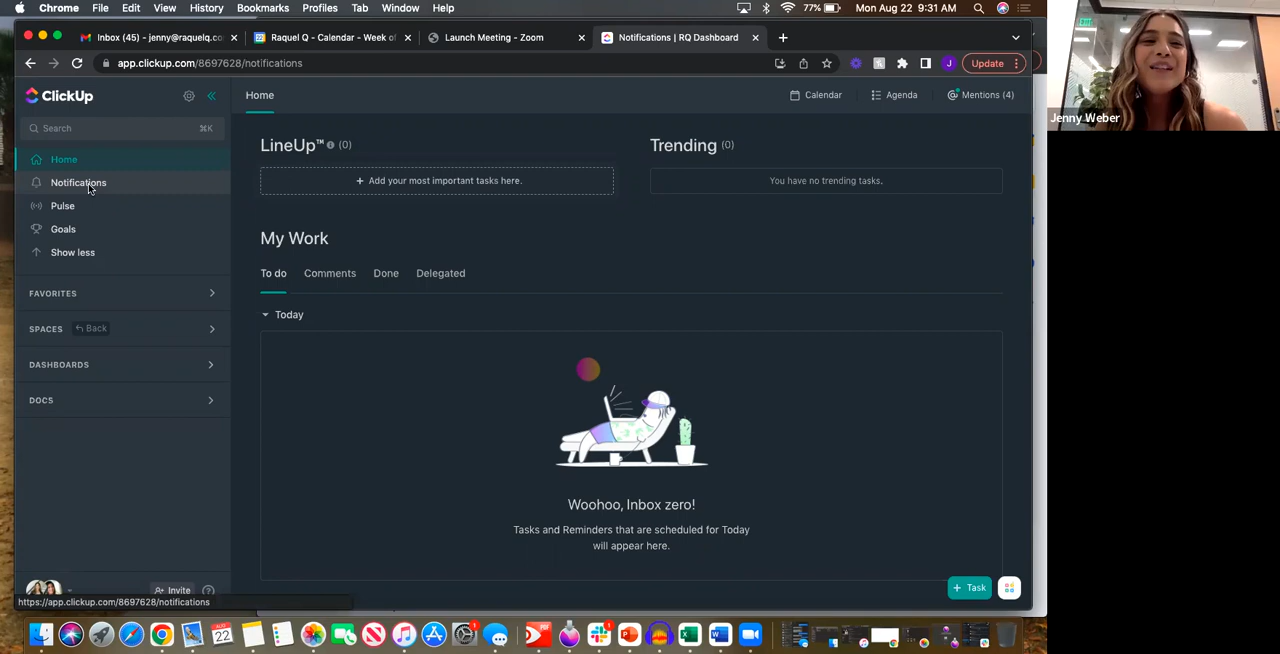 Chrome File Edit View History Bookmarks Profiles Tab Window Help 77% Mon Aug 22 9:31 AM
Inbox (45) - jenny@raquelq.co Raquel Q - Calendar - Week of Launch Meeting - Zoom Notifications | RQ Dashboard
app.clickup.com/8697628/notifications J Update
ClickUp
Home
Calendar Agenda Mentions (4)
Jenny Weber
Search ⌘K
Home
Notifications
Pulse
Goals
Show less
FAVORITES
SPACES Back
DASHBOARDS
DOCS
Invite
https://app.clickup.com/8697628/notifications
LineUp™ (0)
+ Add your most important tasks here.
Trending (0)
You have no trending tasks.
My Work
To do Comments Done Delegated
Today
Woohoo, Inbox zero!
Tasks and Reminders that are scheduled for Today
will appear here.
+ Task
AUG
22
1
1